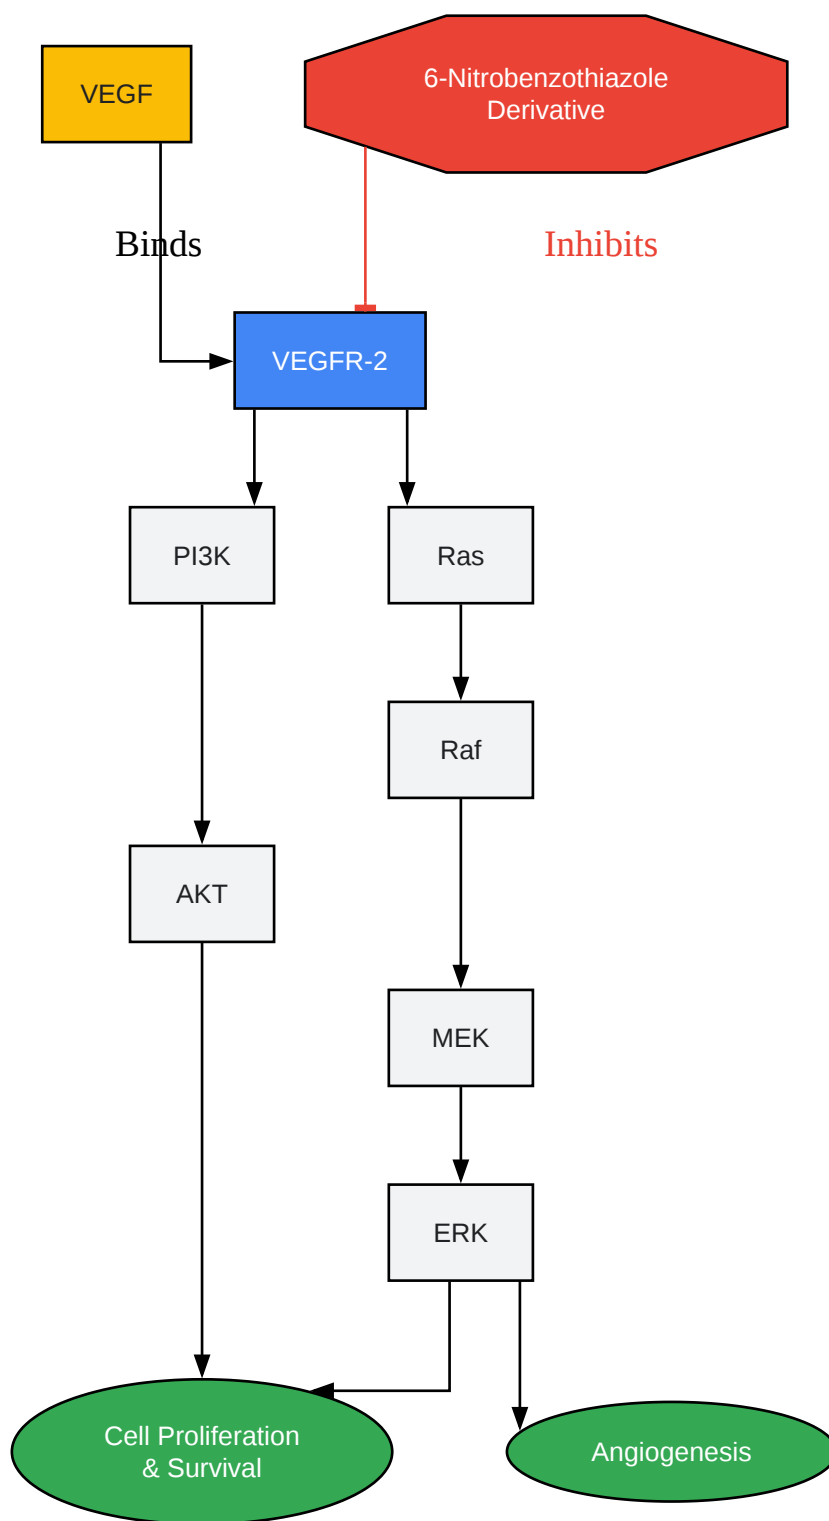 VEGF
6-Nitrobenzothiazole
Derivative
Binds
Inhibits
VEGFR-2
PI3K
Ras
Raf
AKT
MEK
ERK
Cell Proliferation
& Survival
Angiogenesis